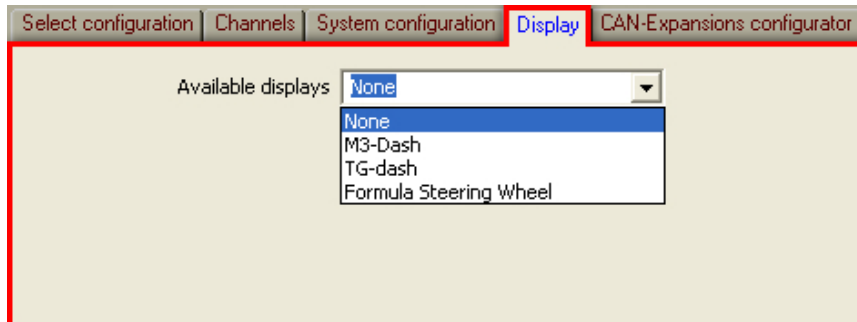 Select configuration Channels System configuration Display CAN-Expansions configurator
Available displays None
None
M3-Dash
TG-dash
Formula Steering Wheel